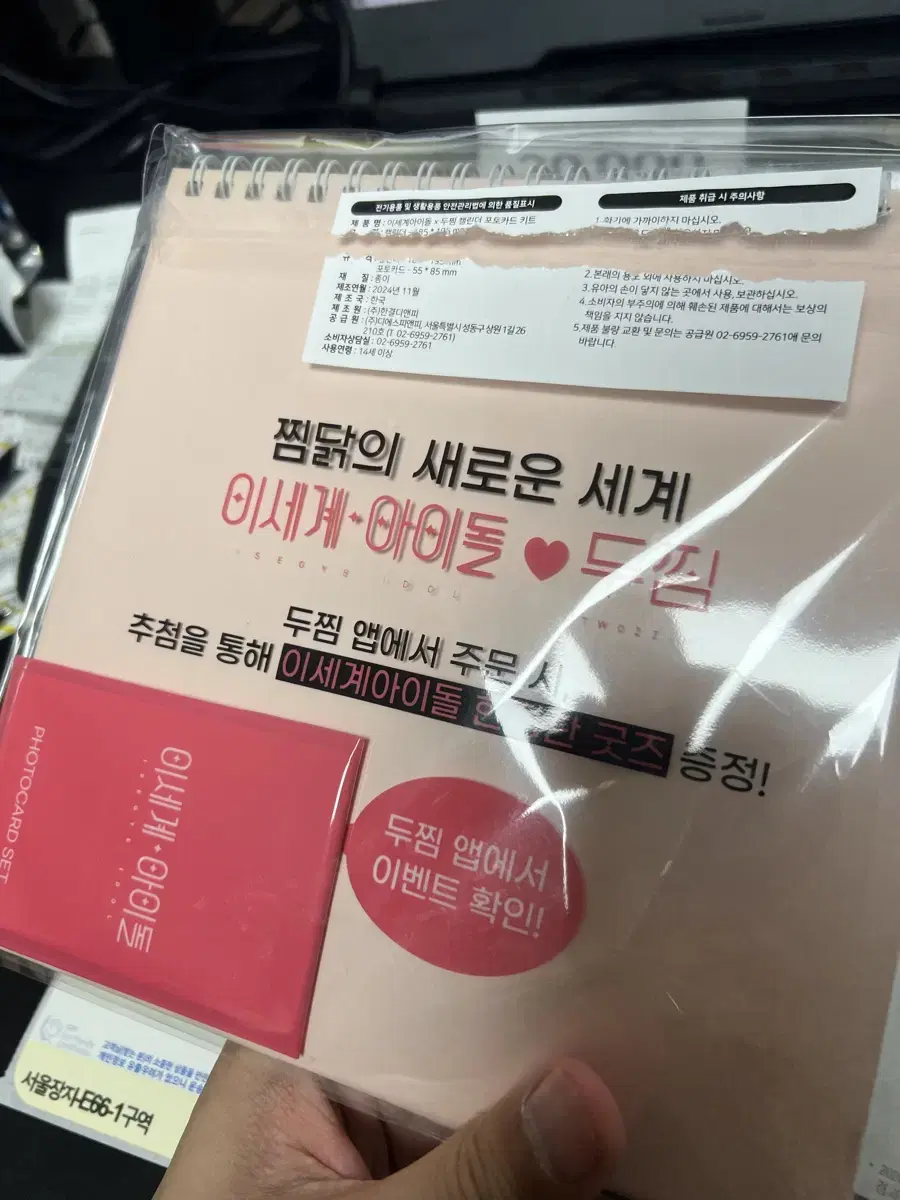 전기용품 및 생활용품 안전관리법에 의한 품질표시
제 품 명 : 이세계아이돌 x 두찜 캘린더 포토카드 키트
포토카드 - 55 * 85 mm
재 질 : 종이
제조연월 : 2024년 11월
제 조 국 : 한국
제 조 원 : (주)한결디앤피
공 급 원 : (주)디에스피앤피, 서울특별시 성동구 상원 1길 26
210호 (T. 02-6959-2761)
소비자상담실 : 02-6959-2761
사용연령 : 14세 이상
제품 취급 시 주의사항
1.화기에 가까이하지 마십시오.
2.본래의 용도 외에 사용하지 마십시오.
3.유아의 손이 닿지 않는 곳에서 사용, 보관하십시오.
4.소비자의 부주의에 의해 훼손된 제품에 대해서는 보상의
책임을 지지 않습니다.
5.제품 불량 교환 및 문의는 공급원 02-6959-2761에 문의
바랍니다.
찜닭의 새로운 세계
이세계아이돌 ♥ 두찜
ISEGYE IDOL
두찜 앱에서 주문 시,
추첨을 통해 이세계아이돌 한정판 굿즈 증정!
PHOTOCARD SET
이세계아이돌
두찜 앱에서
이벤트 확인!
서울장자-E66-1구역